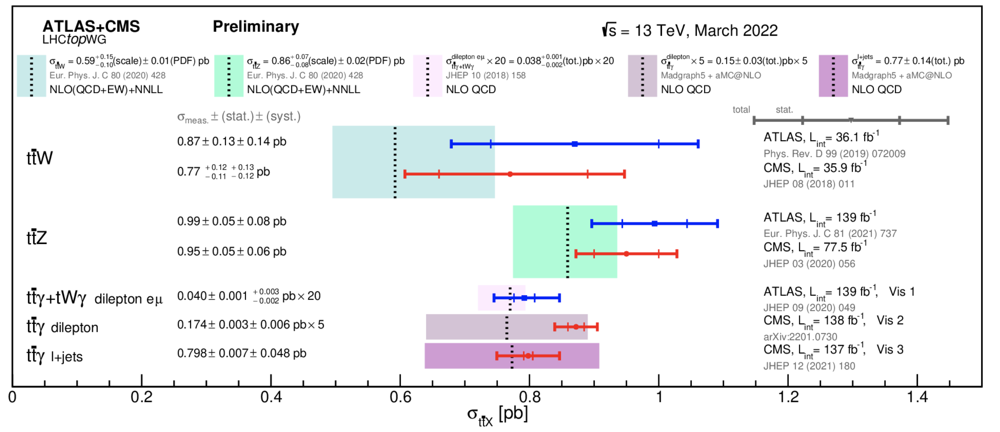 ATLAS+CMS Preliminary
LHCtopWG
√s = 13 TeV, March 2022
σ_tt̄W = 0.59 +0.15 −0.10 (scale) ± 0.01(PDF) pb
Eur. Phys. J. C 80 (2020) 428
NLO(QCD+EW)+NNLL
σ_tt̄Z = 0.86 +0.07 −0.08 (scale) ± 0.02(PDF) pb
Eur. Phys. J. C 80 (2020) 428
NLO(QCD+EW)+NNLL
σ_tt̄γ+tWγ^dilepton eμ × 20 = 0.038 +0.001 −0.002 (tot.)pb × 20
JHEP 10 (2018) 158
NLO QCD
σ_tt̄γ^dilepton × 5 = 0.15 ± 0.03(tot.)pb × 5
Madgraph5 + aMC@NLO
NLO QCD
σ_tt̄γ^l+jets = 0.77 ± 0.14(tot.) pb
Madgraph5 + aMC@NLO
NLO QCD
σ_meas. ± (stat.) ± (syst.)
total stat.
tt̄W
0.87 ± 0.13 ± 0.14 pb
ATLAS, L_int = 36.1 fb^-1
Phys. Rev. D 99 (2019) 072009
0.77 +0.12 −0.11 +0.13 −0.12 pb
CMS, L_int = 35.9 fb^-1
JHEP 08 (2018) 011
tt̄Z
0.99 ± 0.05 ± 0.08 pb
ATLAS, L_int = 139 fb^-1
Eur. Phys. J. C 81 (2021) 737
0.95 ± 0.05 ± 0.06 pb
CMS, L_int = 77.5 fb^-1
JHEP 03 (2020) 056
tt̄γ+tWγ dilepton eμ
0.040 ± 0.001 +0.003 −0.002 pb × 20
ATLAS, L_int = 139 fb^-1, Vis 1
JHEP 09 (2020) 049
tt̄γ dilepton
0.174 ± 0.003 ± 0.006 pb × 5
CMS, L_int = 138 fb^-1, Vis 2
arXiv:2201.0730
tt̄γ l+jets
0.798 ± 0.007 ± 0.048 pb
CMS, L_int = 137 fb^-1, Vis 3
JHEP 12 (2021) 180
0 0.2 0.4 0.6 0.8 1 1.2 1.4
σ_tt̄X [pb]